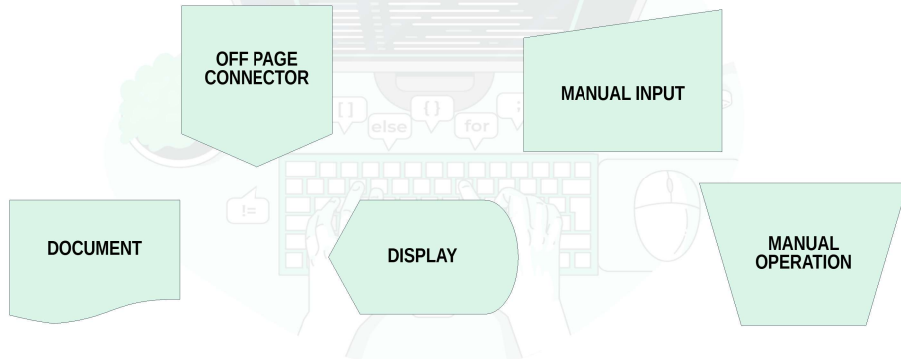 OFF PAGE
CONNECTOR
MANUAL INPUT
[]
else
()
for
;
!=
DOCUMENT
DISPLAY
MANUAL
OPERATION